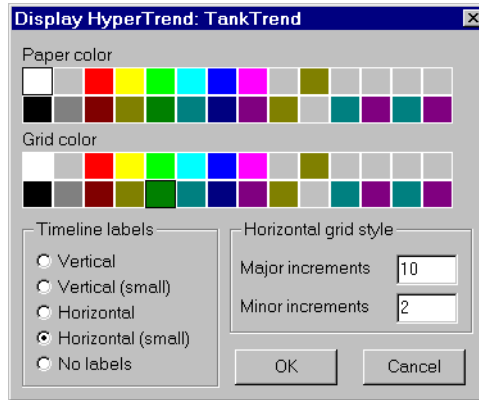 Display HyperTrend: TankTrend
Paper color
Grid color
Timeline labels
Vertical
Vertical (small)
Horizontal
Horizontal (small)
No labels
Horizontal grid style
Major increments 10
Minor increments 2
OK Cancel